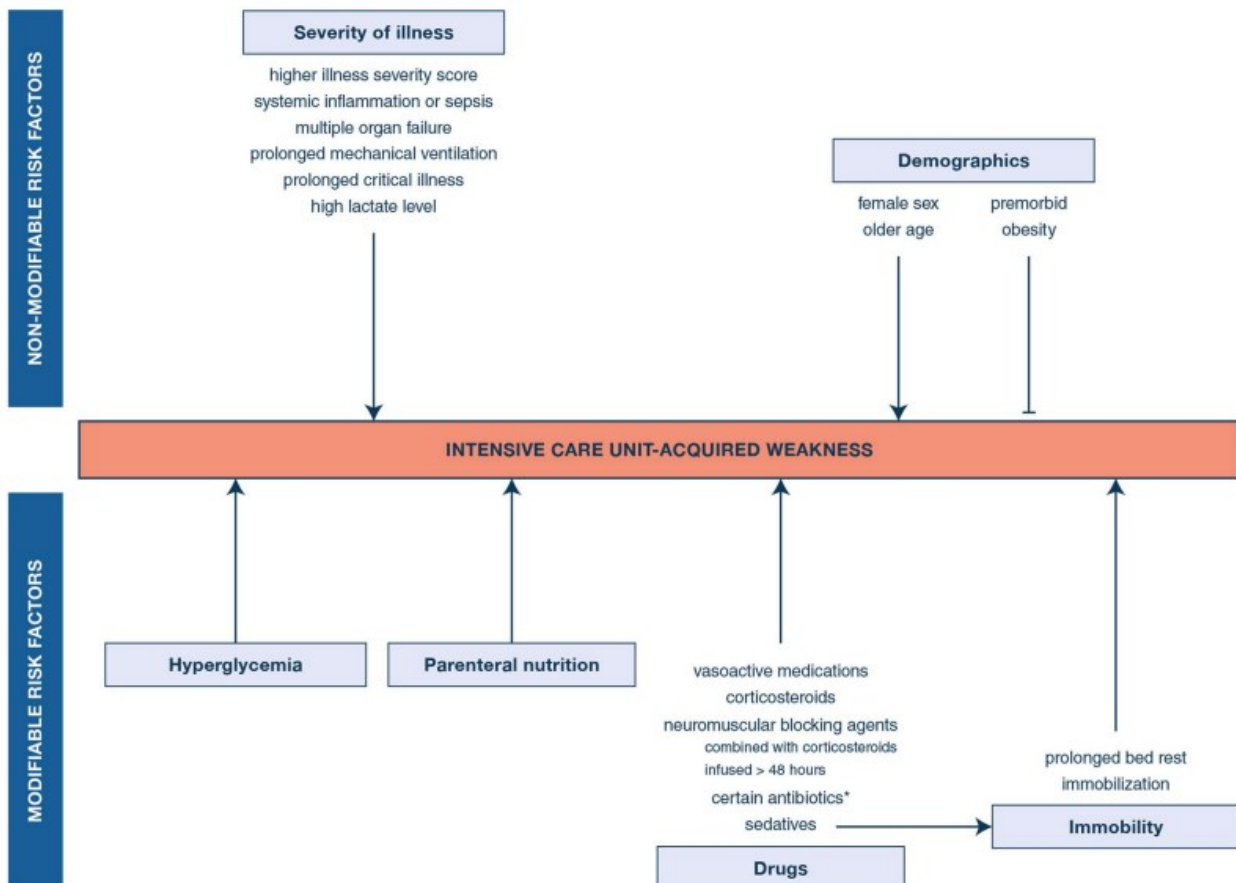 NON-MODIFIABLE RISK FACTORS
Severity of illness
higher illness severity score
systemic inflammation or sepsis
multiple organ failure
prolonged mechanical ventilation
prolonged critical illness
high lactate level
Demographics
female sex
older age
premorbid
obesity
INTENSIVE CARE UNIT-ACQUIRED WEAKNESS
MODIFIABLE RISK FACTORS
Hyperglycemia
Parenteral nutrition
vasoactive medications
corticosteroids
neuromuscular blocking agents
combined with corticosteroids
infused > 48 hours
certain antibiotics*
sedatives
Drugs
prolonged bed rest
immobilization
Immobility